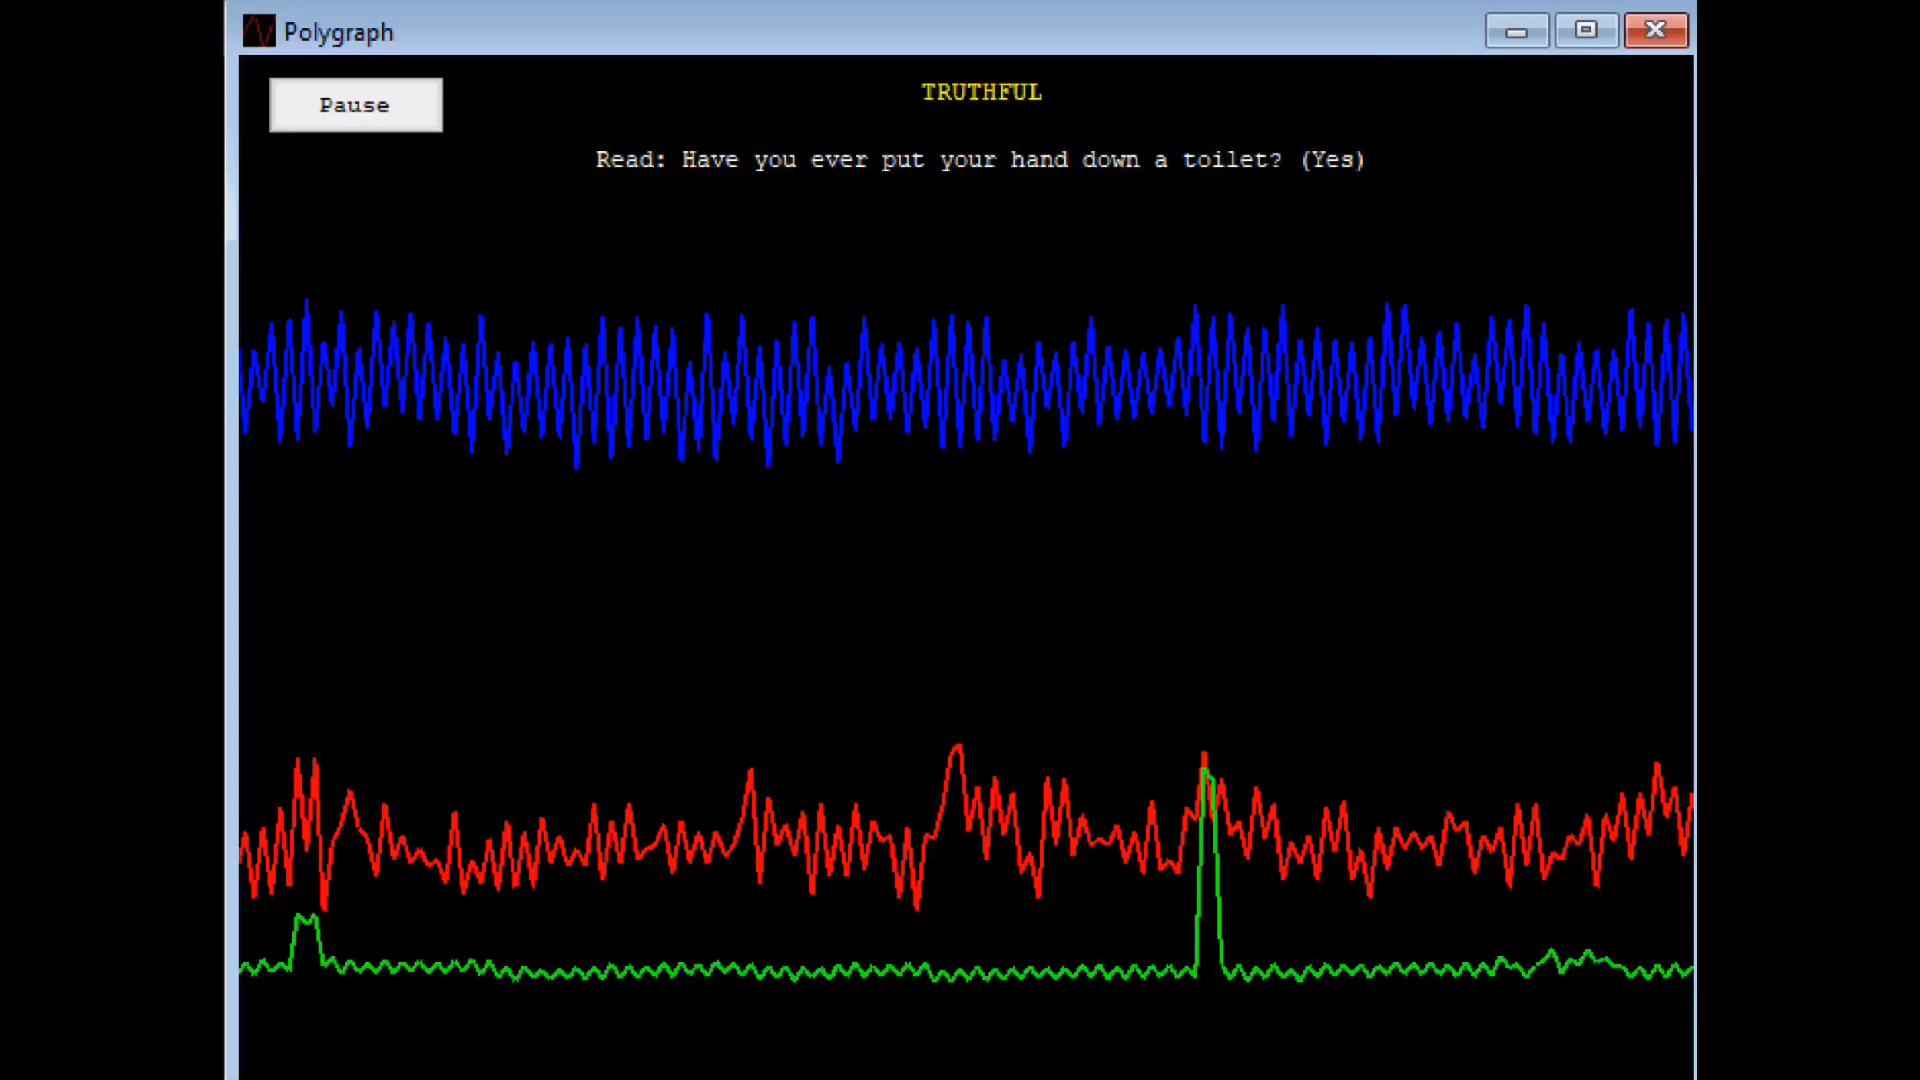 Polygraph
Pause
TRUTHFUL
Read: Have you ever put your hand down a toilet? (Yes)